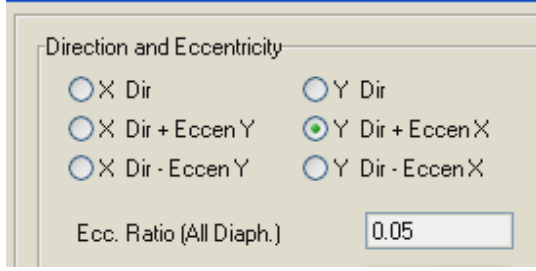 Direction and Eccentricity
X Dir Y Dir
X Dir + Eccen Y Y Dir + Eccen X
X Dir - Eccen Y Y Dir - Eccen X
Ecc. Ratio (All Diaph.) 0.05